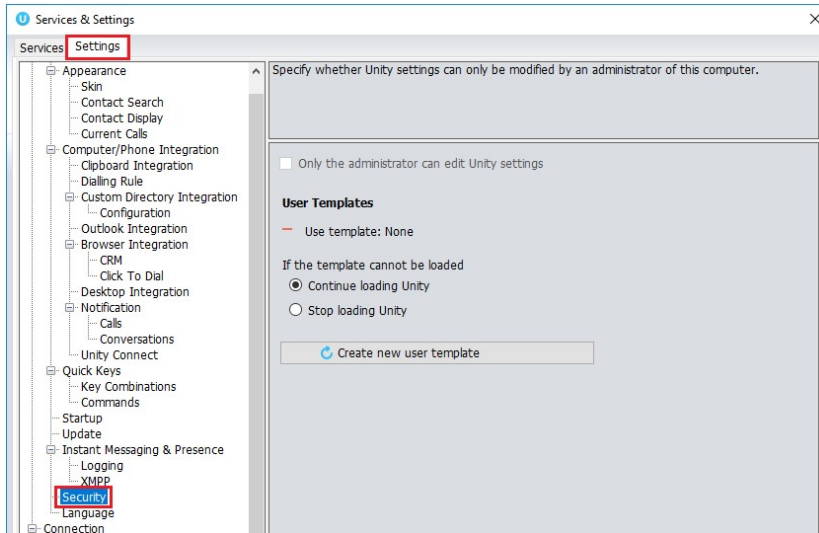 Services & Settings
Services
Settings
Appearance
Skin
Contact Search
Contact Display
Current Calls
Computer/Phone Integration
Clipboard Integration
Dialling Rule
Custom Directory Integration
Configuration
Outlook Integration
Browser Integration
CRM
Click To Dial
Desktop Integration
Notification
Calls
Conversations
Unity Connect
Quick Keys
Key Combinations
Commands
Startup
Update
Instant Messaging & Presence
Logging
XMPP
Security
Language
Connection
Specify whether Unity settings can only be modified by an administrator of this computer.
Only the administrator can edit Unity settings
User Templates
Use template: None
If the template cannot be loaded
Continue loading Unity
Stop loading Unity
Create new user template